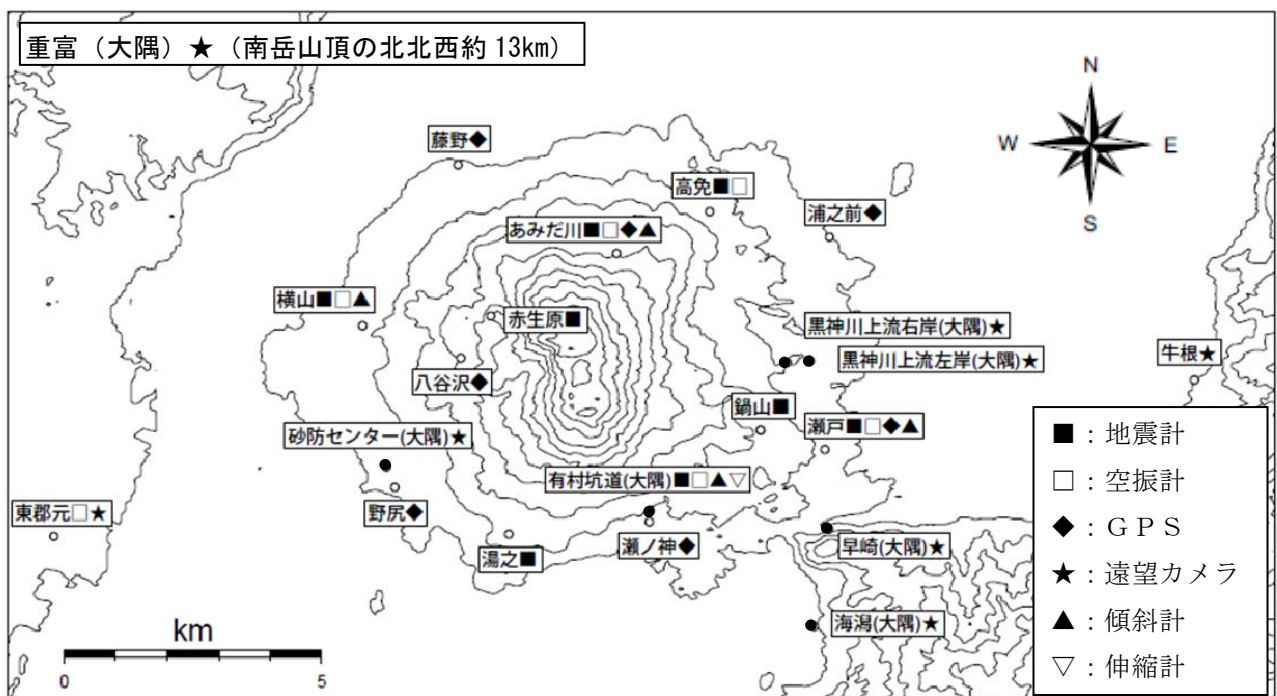 重富（大隅）★（南岳山頂の北北西約13km）
N
W
E
S
藤野◆
高免■□
浦之前◆
あみだ川■□◆▲
横山■□▲
赤生原■
黒神川上流右岸(大隅)★
黒神川上流左岸(大隅)★
牛根★
八谷沢◆
鍋山■
瀬戸■□◆▲
砂防センター(大隅)★
有村坑道(大隅)■□▲▽
東郡元□★
野尻◆
湯之■
瀬ノ神◆
早崎(大隅)★
海潟(大隅)★
km
0
5
■：地震計
□：空振計
◆：ＧＰＳ
★：遠望カメラ
▲：傾斜計
▽：伸縮計